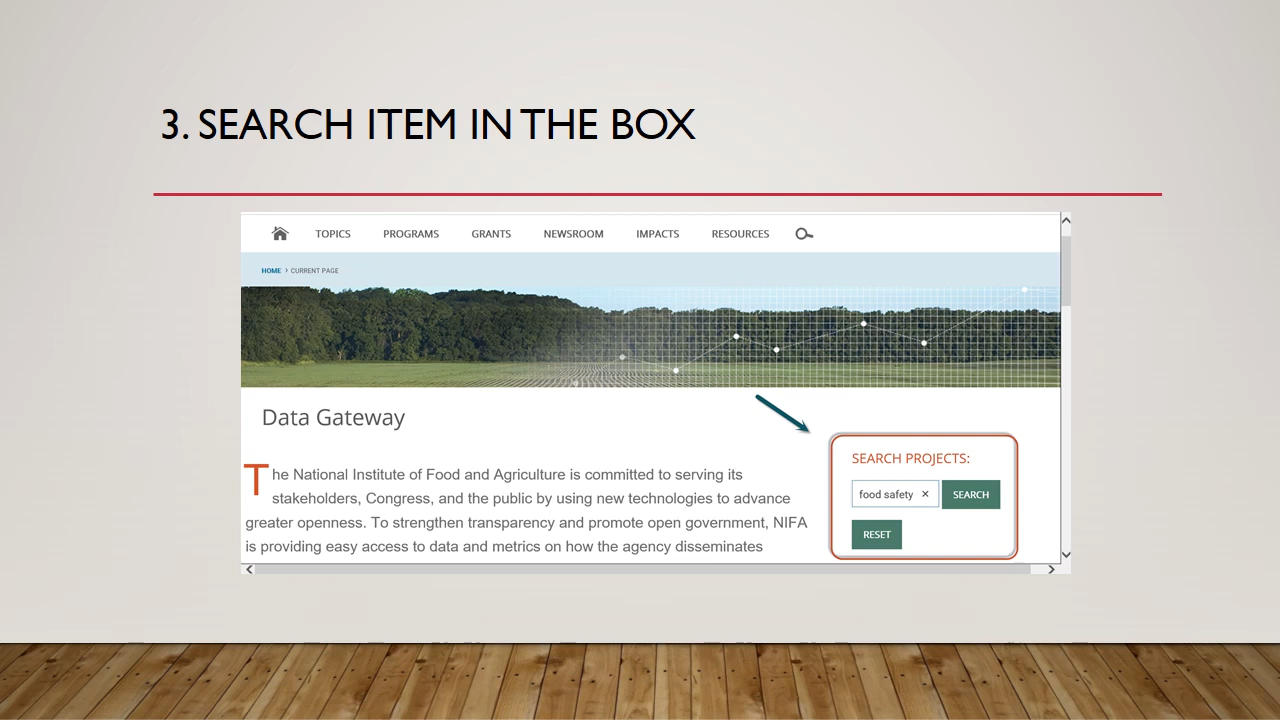 3. SEARCH ITEM IN THE BOX
TOPICS PROGRAMS GRANTS NEWSROOM IMPACTS RESOURCES
HOME › CURRENT PAGE
Data Gateway
The National Institute of Food and Agriculture is committed to serving its
stakeholders, Congress, and the public by using new technologies to advance
greater openness. To strengthen transparency and promote open government, NIFA
is providing easy access to data and metrics on how the agency disseminates
SEARCH PROJECTS:
food safety × SEARCH
RESET